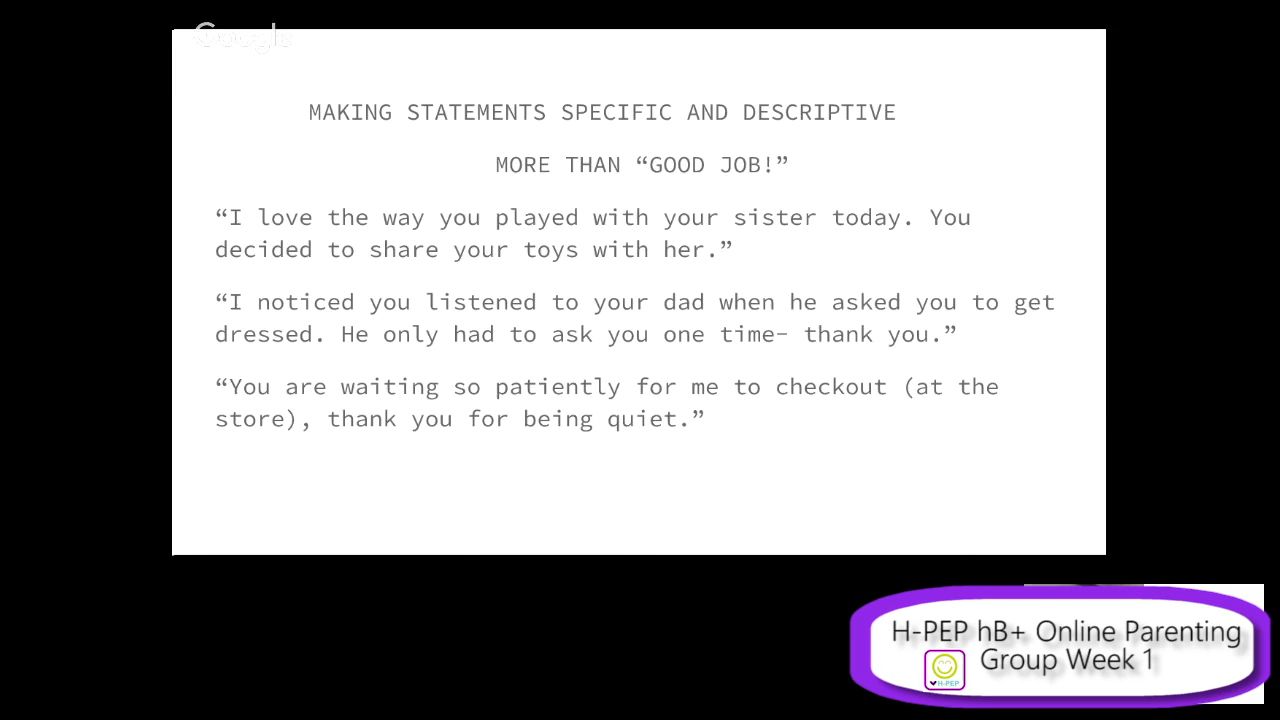 Google
MAKING STATEMENTS SPECIFIC AND DESCRIPTIVE
MORE THAN “GOOD JOB!”
“I love the way you played with your sister today. You
decided to share your toys with her.”
“I noticed you listened to your dad when he asked you to get
dressed. He only had to ask you one time– thank you.”
“You are waiting so patiently for me to checkout (at the
store), thank you for being quiet.”
H-PEP hB+ Online Parenting
Group Week 1
H-PEP